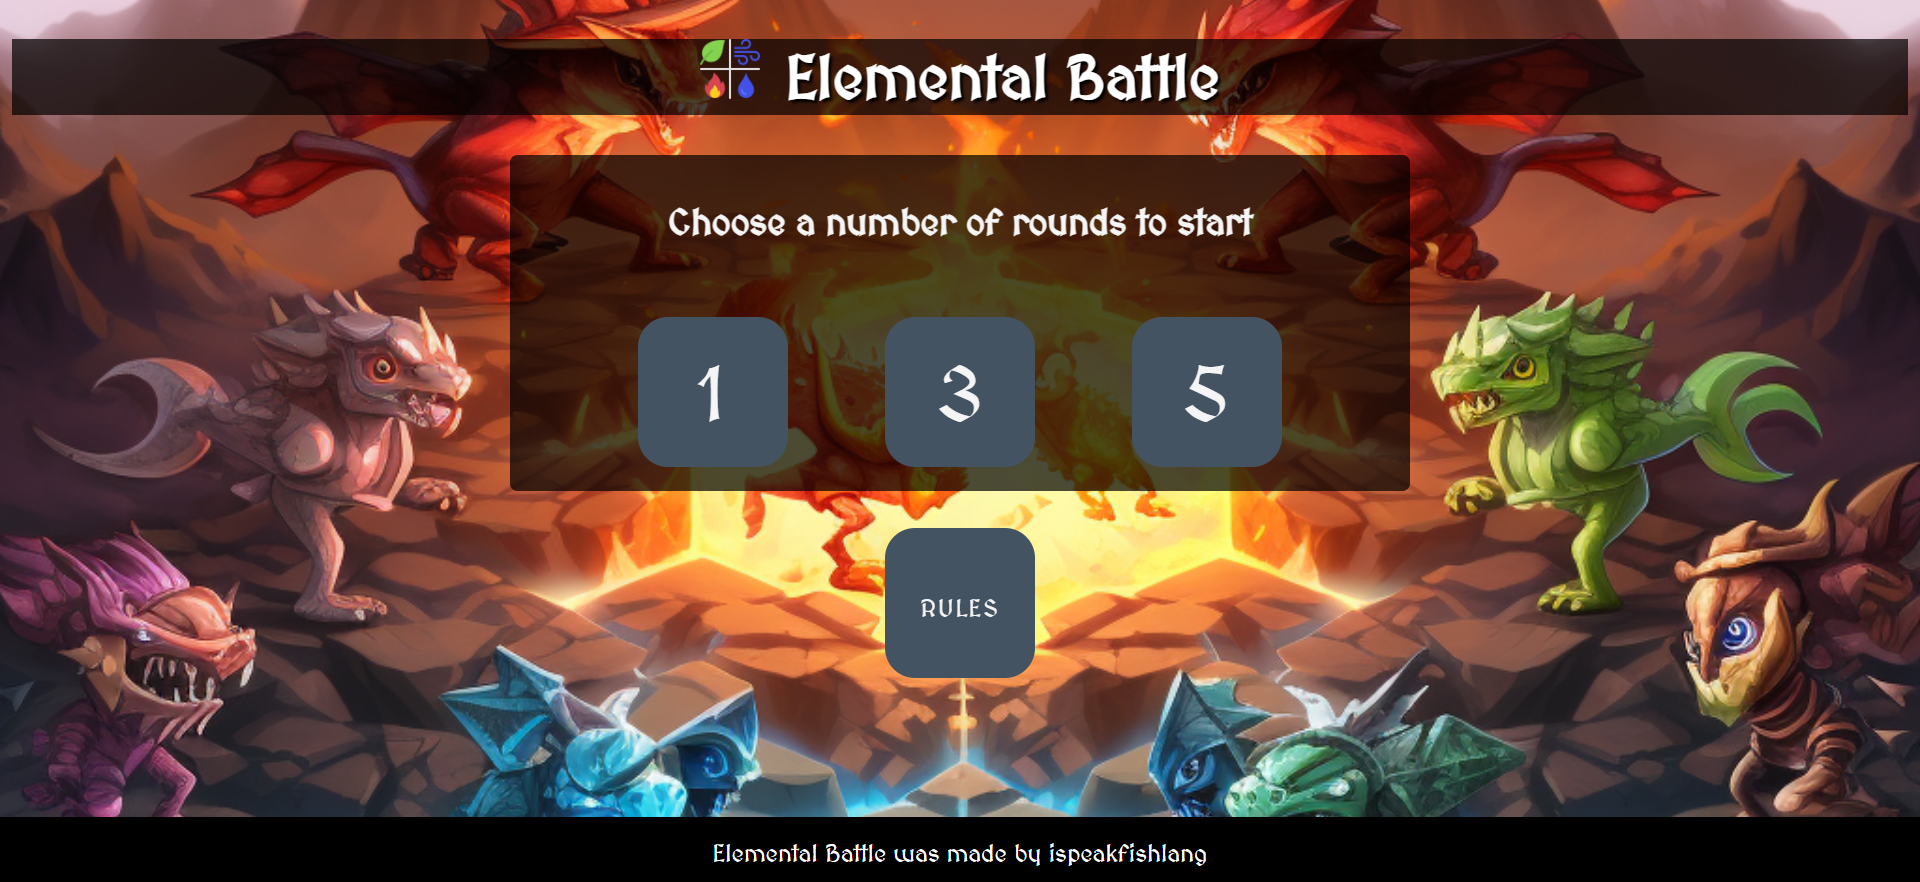 Elemental Battle
Choose a number of rounds to start
1 3 5
RULES
Elemental Battle was made by ispeakfishlang